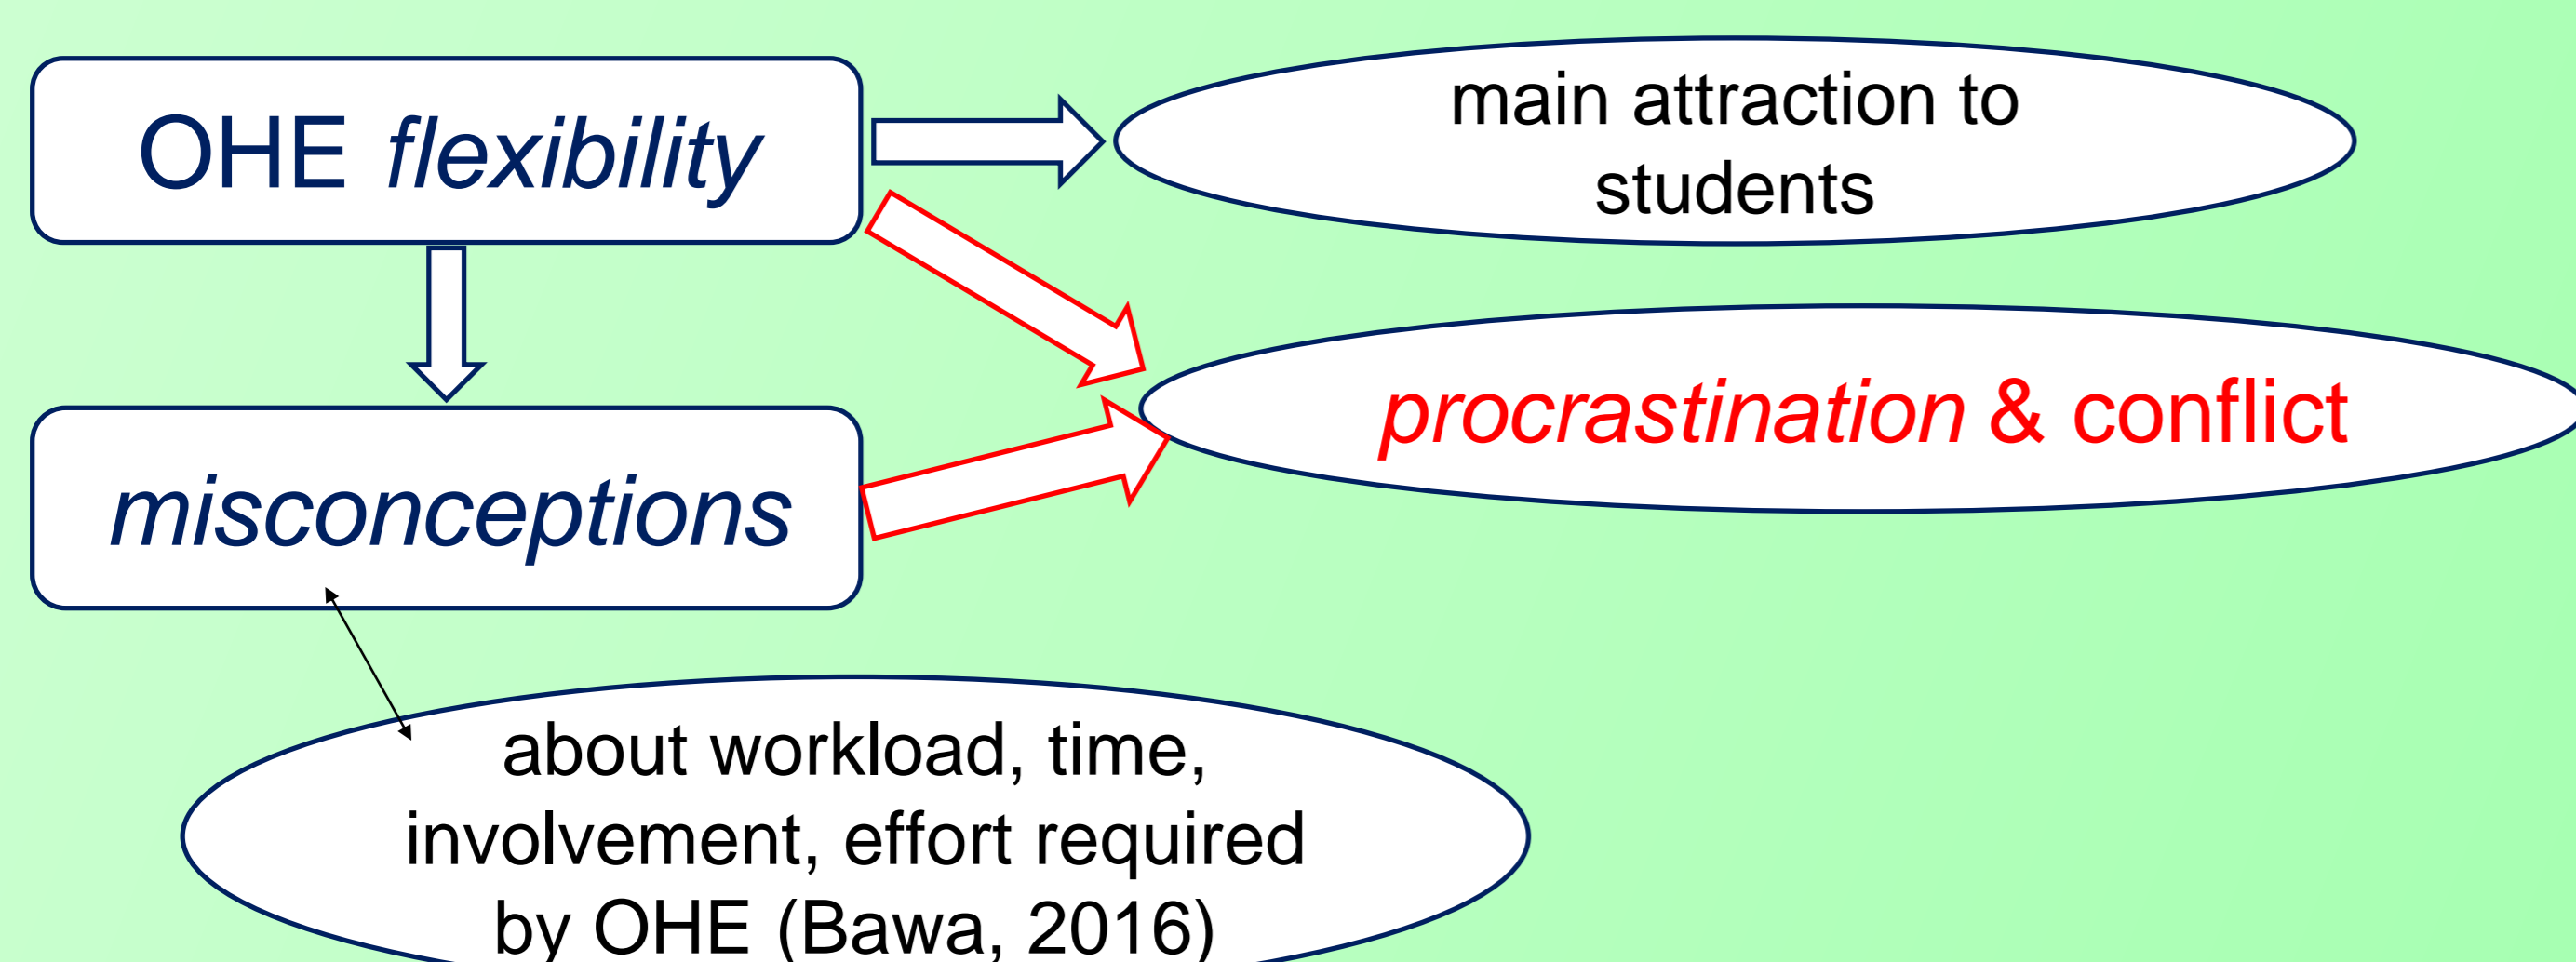 OHE flexibility
main attraction to
students
procrastination & conflict
misconceptions
about workload, time,
involvement, effort required
by OHE (Bawa, 2016)